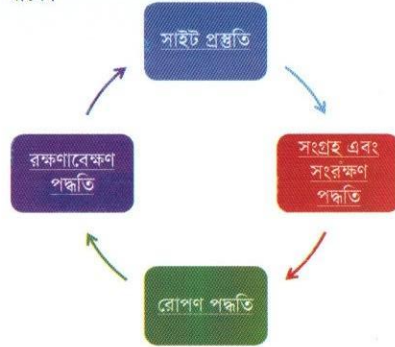 সাইট প্রস্তুতি
সংগ্রহ এবং
সংরক্ষণ
পদ্ধতি
রোপণ পদ্ধতি
রক্ষণাবেক্ষণ
পদ্ধতি